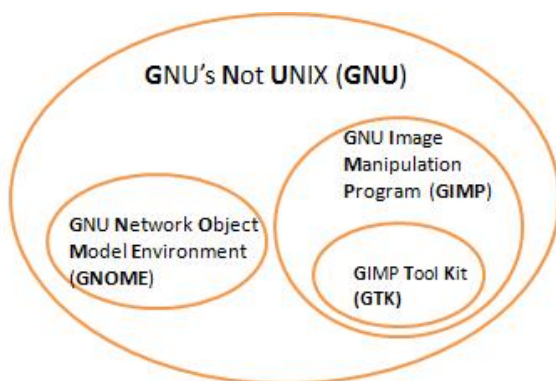 GNU's Not UNIX (GNU)
GNU Image
Manipulation
Program (GIMP)
GNU Network Object
Model Environment
(GNOME)
GIMP Tool Kit
(GTK)